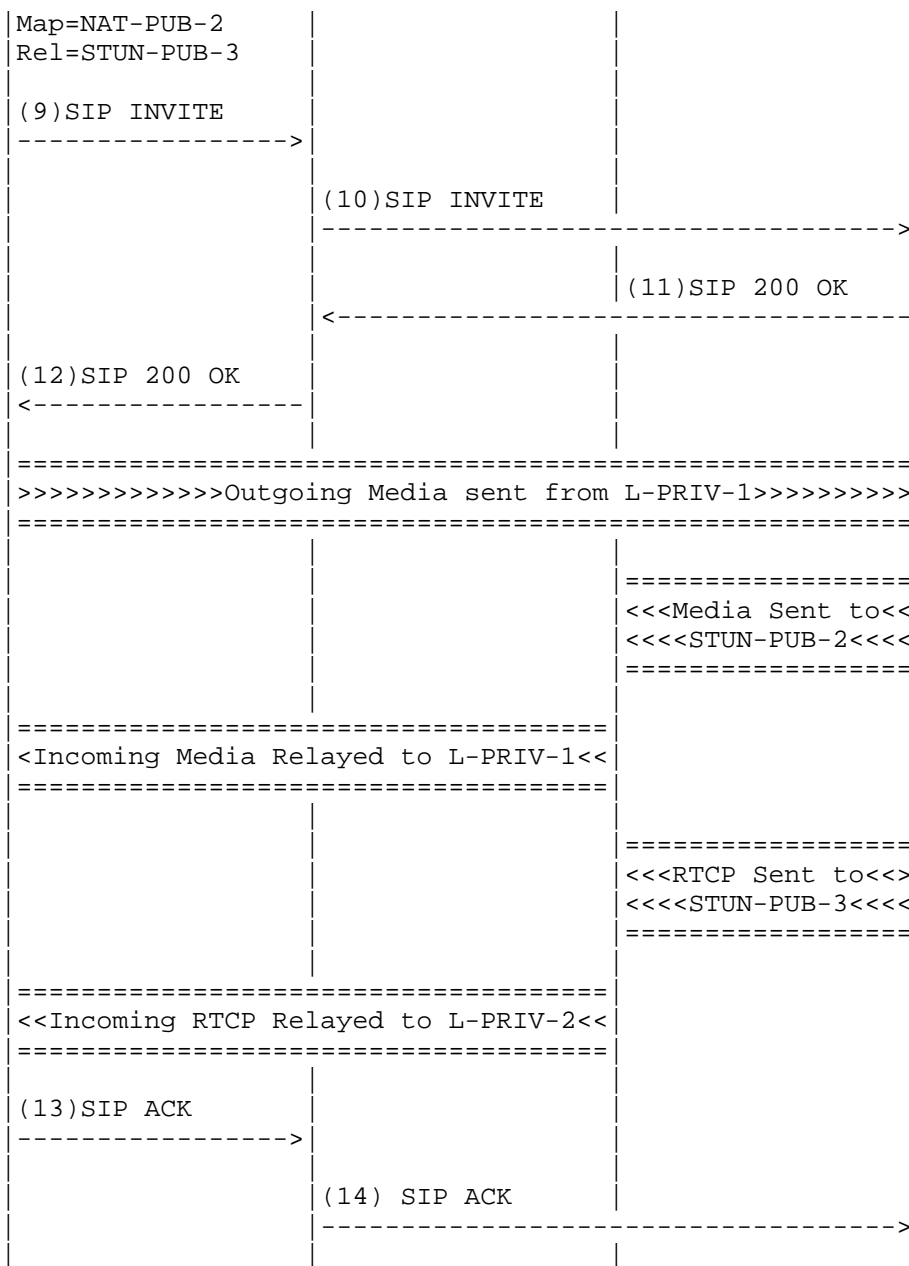 |Map=NAT-PUB-2      |                  |
|Rel=STUN-PUB-3     |                  |
|                  |                  |
|(9)SIP INVITE     |                  |
|----------------->|                  |
|                  |                  |
|                  |(10)SIP INVITE    |
|                  |------------------------------------>
|                  |                  |
|                  |                  |(11)SIP 200 OK
|                  |<------------------------------------
|                  |                  |
|(12)SIP 200 OK    |                  |
|<-----------------|                  |
|                  |                  |
|========================================================
|>>>>>>>>>>>>>Outgoing Media sent from L-PRIV-1>>>>>>>>>>
|========================================================
|                  |                  |
|                  |                  |==================
|                  |                  |<<<Media Sent to<<
|                  |                  |<<<<STUN-PUB-2<<<<
|                  |                  |==================
|                  |                  |
|=====================================|
|<Incoming Media Relayed to L-PRIV-1<<|
|=====================================|
|                  |                  |
|                  |                  |==================
|                  |                  |<<<RTCP Sent to<<>
|                  |                  |<<<<STUN-PUB-3<<<<
|                  |                  |==================
|                  |                  |
|=====================================|
|<<Incoming RTCP Relayed to L-PRIV-2<<|
|=====================================|
|                  |                  |
|(13)SIP ACK       |                  |
|----------------->|                  |
|                  |                  |
|                  |(14) SIP ACK      |
|                  |------------------------------------>
|                  |                  |